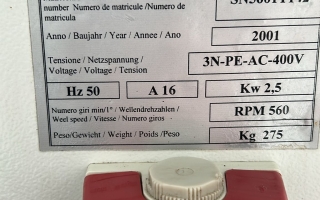 number Numero de matricule /Numero de
matricula
Anno / Baujahr / Year / Annee / Ano
2001
Tensione / Netzspannung /
Voltage / Voltage / Tension
3N-PE-AC-400V
Hz 50 A 16 Kw 2,5
Numero giri min/1° / Wellendrehzahlen /
Weel speed / Vitesse / Numero giros
RPM 560
Peso/Gewicht / Weight / Poids /Peso
Kg 275